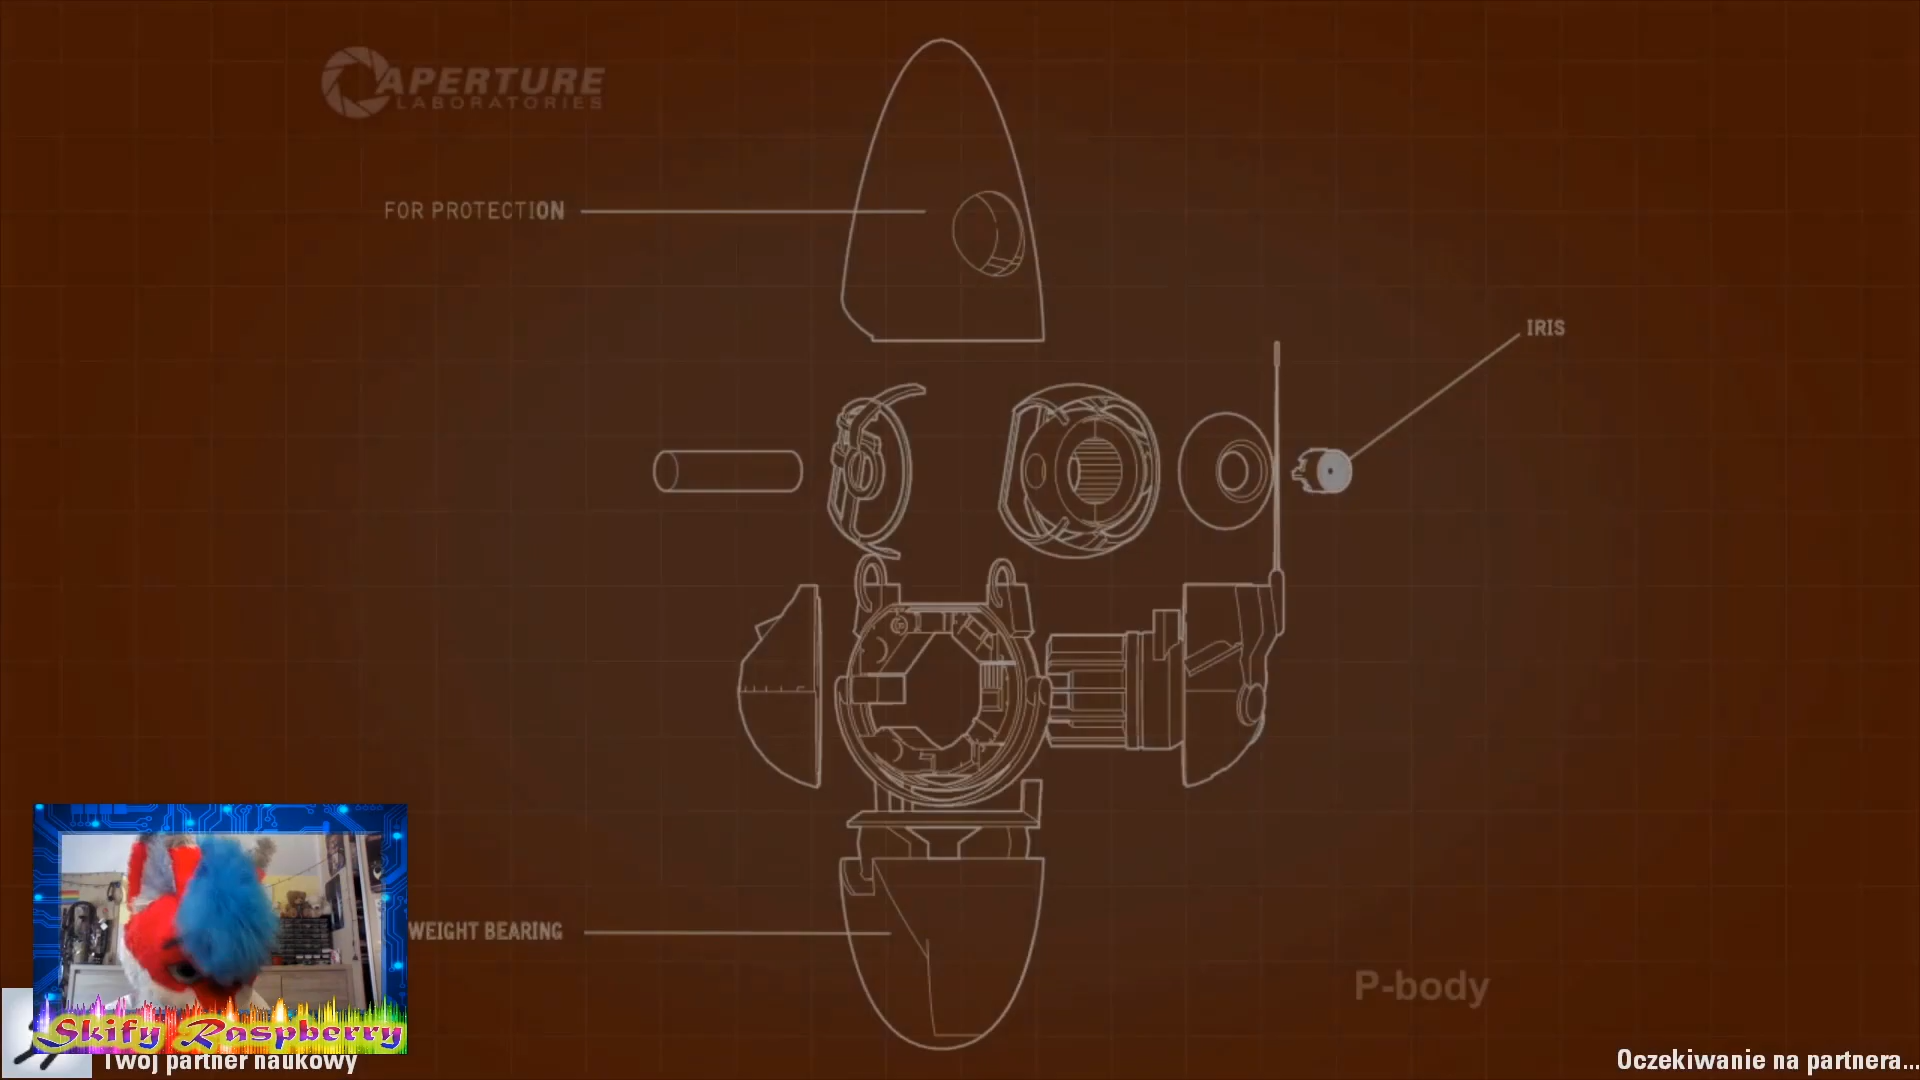 APERTURE
LABORATORIES
FOR PROTECTION
IRIS
WEIGHT BEARING
P-body
Skify Raspberry
Twój partner naukowy
Oczekiwanie na partnera...